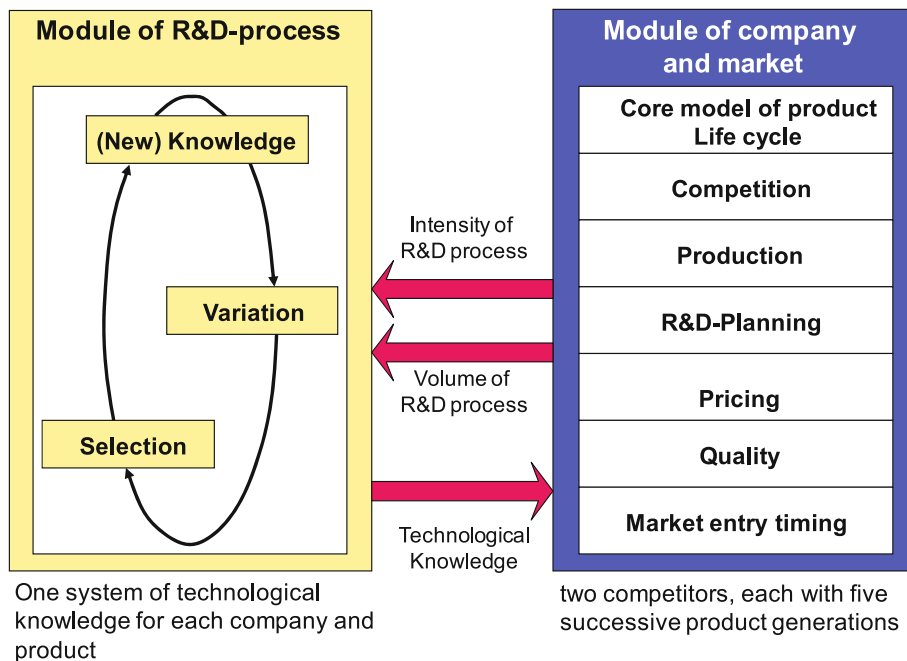 Module of R&D-process
(New) Knowledge
Variation
Selection
One system of technological
knowledge for each company and
product
Intensity of
R&D process
Volume of
R&D process
Technological
Knowledge
Module of company
and market
Core model of product
Life cycle
Competition
Production
R&D-Planning
Pricing
Quality
Market entry timing
two competitors, each with five
successive product generations